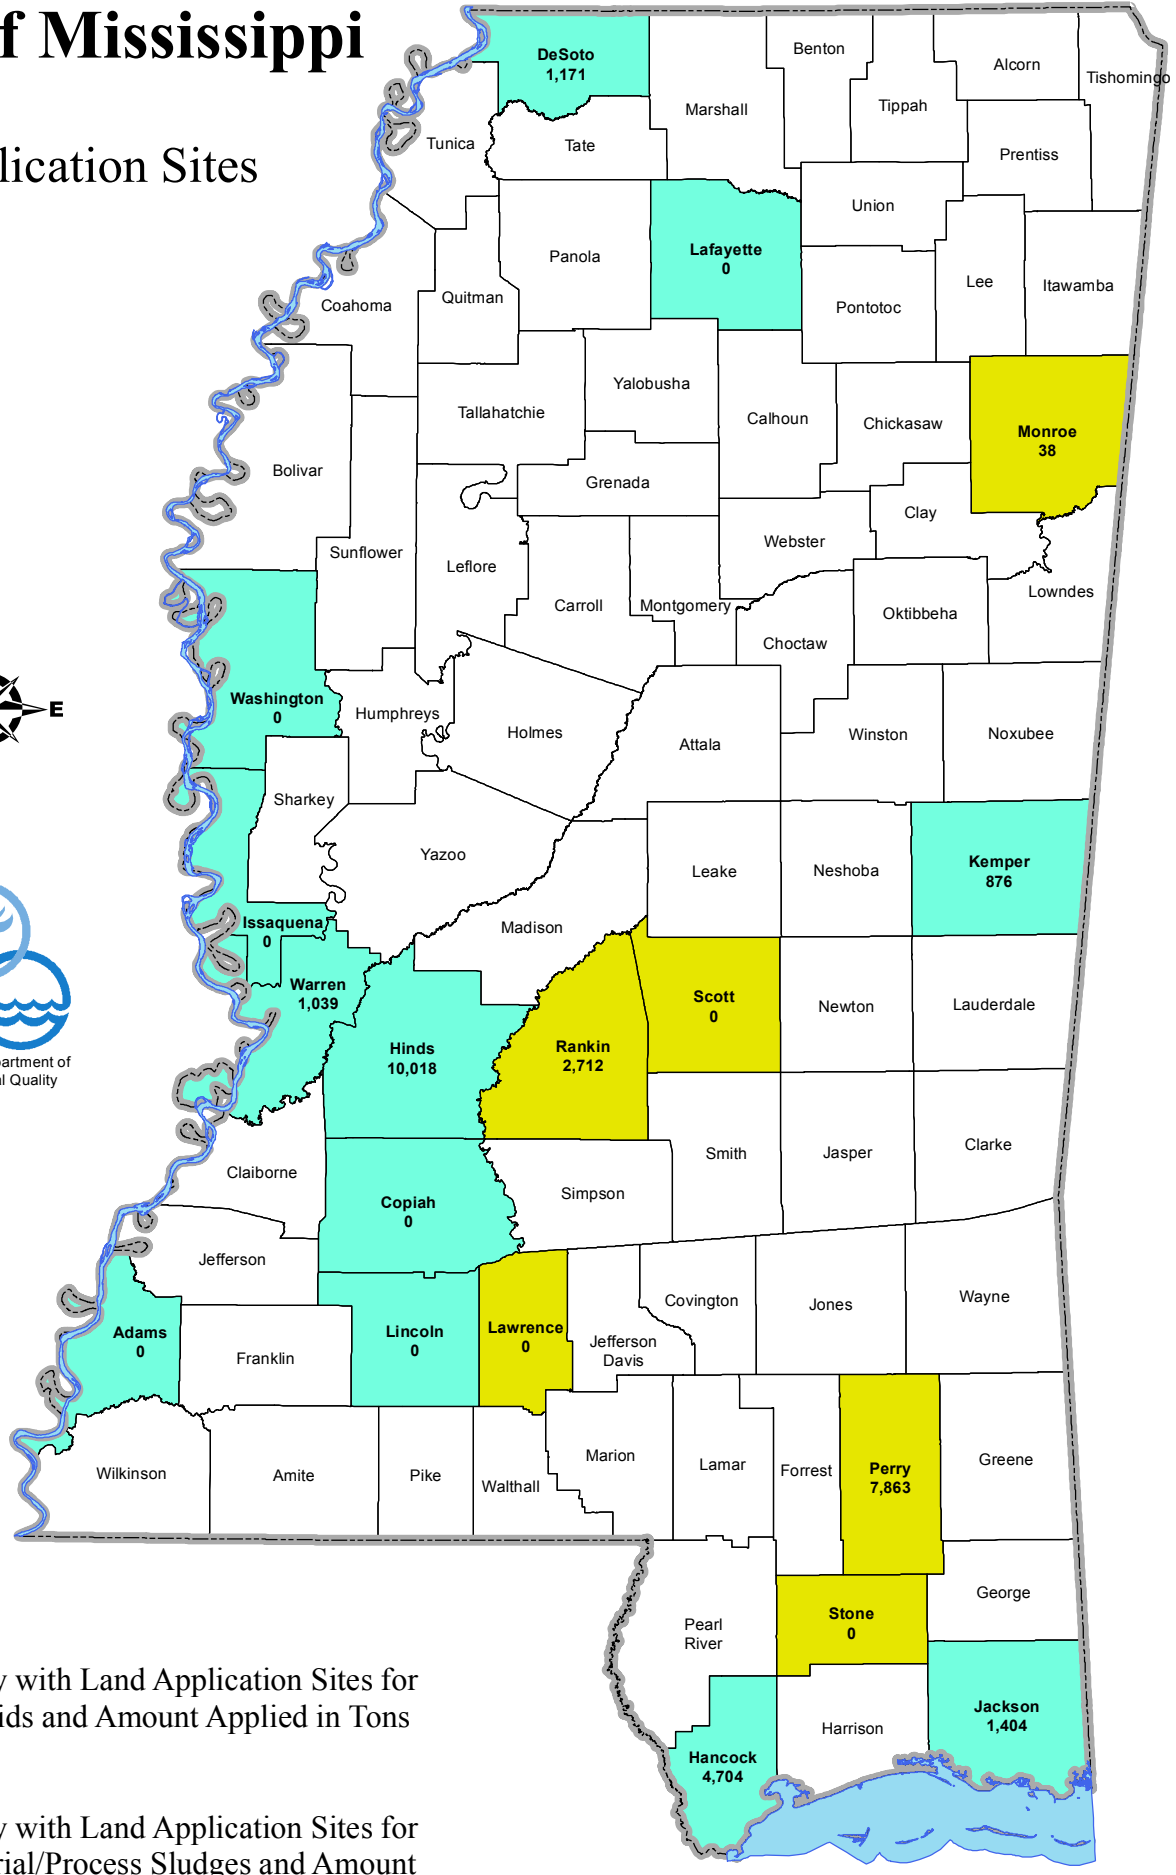 f Mississippi
lication Sites
DeSoto
1,171
Marshall
Benton
Tippah
Alcorn
Tishomingo
Tunica
Tate
Prentiss
Union
Panola
Lafayette
0
Coahoma
Quitman
Pontotoc
Lee
Itawamba
Yalobusha
Tallahatchie
Calhoun
Chickasaw
Monroe
38
Bolivar
Grenada
Clay
Sunflower
Leflore
Webster
Carroll
Montgomery
Lowndes
Oktibbeha
Choctaw
Washington
0
E
Humphreys
Holmes
Attala
Winston
Noxubee
Sharkey
Yazoo
Leake
Neshoba
Kemper
876
Issaquena
0
Madison
Warren
1,039
Scott
0
Newton
Lauderdale
Hinds
10,018
Rankin
2,712
artment of
l Quality
Claiborne
Copiah
0
Simpson
Smith
Jasper
Clarke
Jefferson
Adams
0
Franklin
Lincoln
0
Lawrence
0
Jefferson
Davis
Covington
Jones
Wayne
Wilkinson
Amite
Pike
Walthall
Marion
Lamar
Forrest
Perry
7,863
Greene
George
Pearl
River
Stone
0
y with Land Application Sites for
ids and Amount Applied in Tons
Hancock
4,704
Harrison
Jackson
1,404
y with Land Application Sites for
rial/Process Sludges and Amount